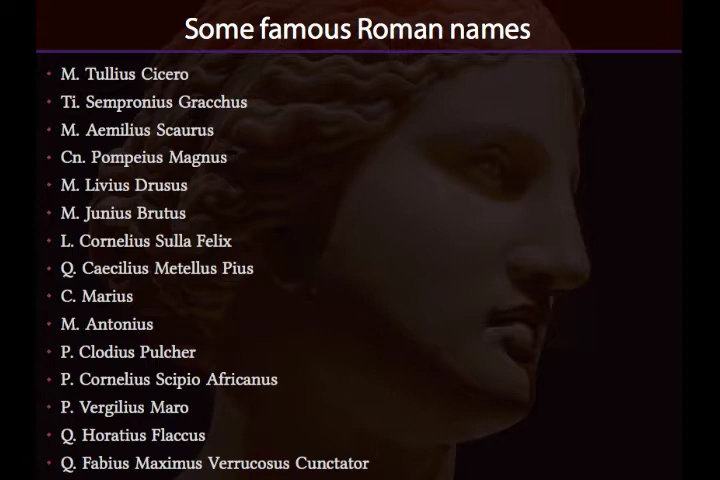 Some famous Roman names
M. Tullius Cicero
Ti. Sempronius Gracchus
M. Aemilius Scaurus
Cn. Pompeius Magnus
M. Livius Drusus
M. Junius Brutus
L. Cornelius Sulla Felix
Q. Caecilius Metellus Pius
C. Marius
M. Antonius
P. Clodius Pulcher
P. Cornelius Scipio Africanus
P. Vergilius Maro
Q. Horatius Flaccus
Q. Fabius Maximus Verrucosus Cunctator